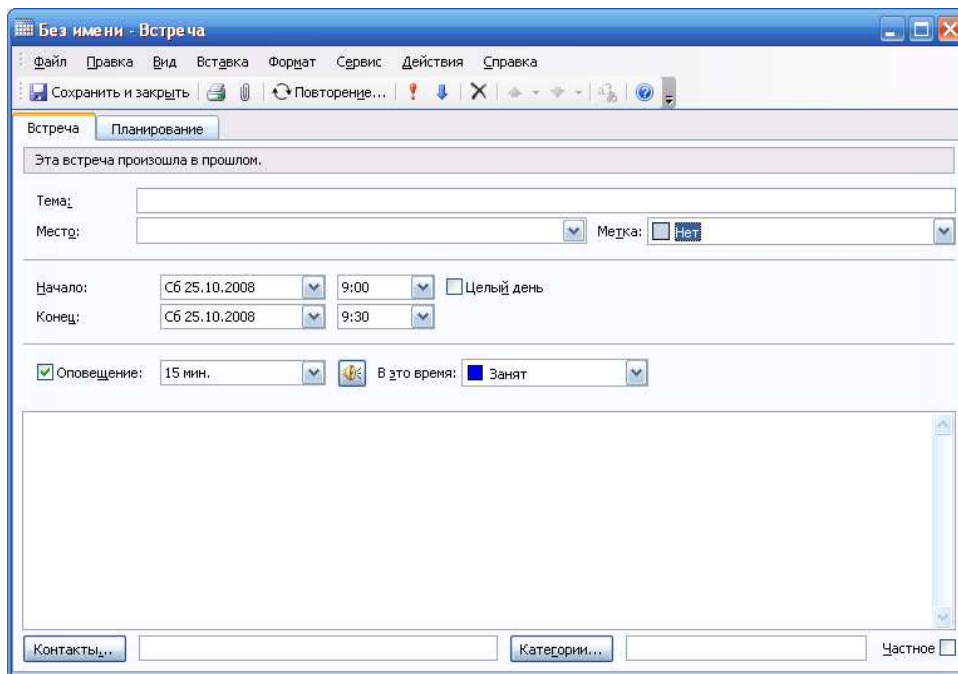 Без имени - Встреча
Файл Правка Вид Вставка Формат Сервис Действия Справка
Сохранить и закрыть Повторение...
Встреча Планирование
Эта встреча произошла в прошлом.
Тема:
Место: Метка: Нет
Начало: Сб 25.10.2008 9:00 Целый день
Конец: Сб 25.10.2008 9:30
Оповещение: 15 мин. В это время: Занят
Контакты... Категории... Частное